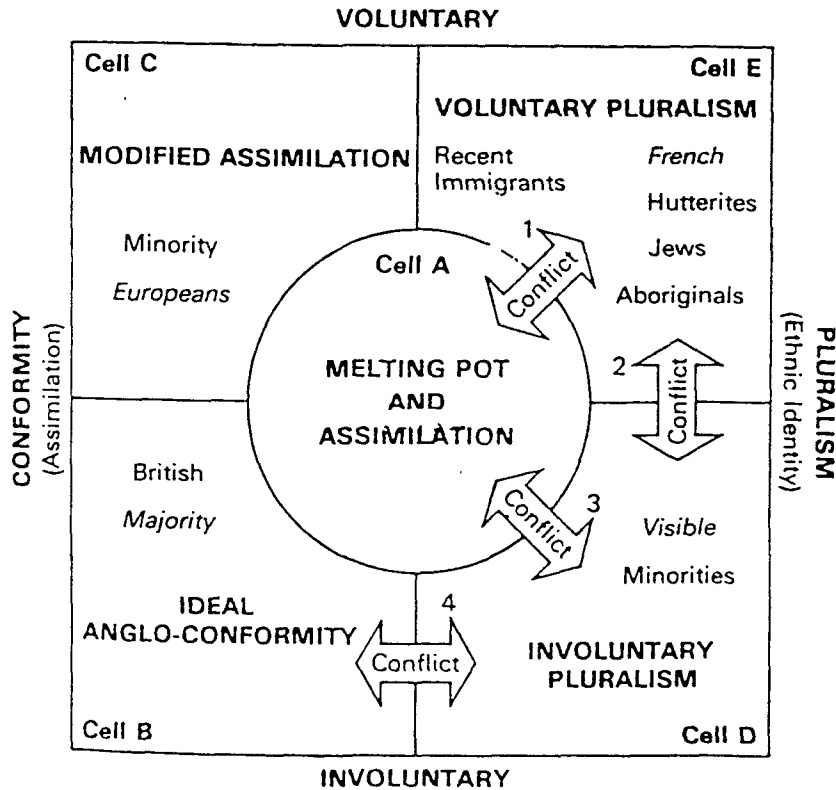 VOLUNTARY
Cell C
MODIFIED ASSIMILATION
Minority
Europeans
Cell E
VOLUNTARY PLURALISM
Recent
Immigrants
French
Hutterites
Jews
Aboriginals
1
Conflict
Cell A
MELTING POT
AND
ASSIMILATION
2
Conflict
3
Conflict
CONFORMITY
(Assimilation)
PLURALISM
(Ethnic Identity)
British
Majority
IDEAL
ANGLO-CONFORMITY
Cell B
4
Conflict
Visible
Minorities
INVOLUNTARY
PLURALISM
Cell D
INVOLUNTARY